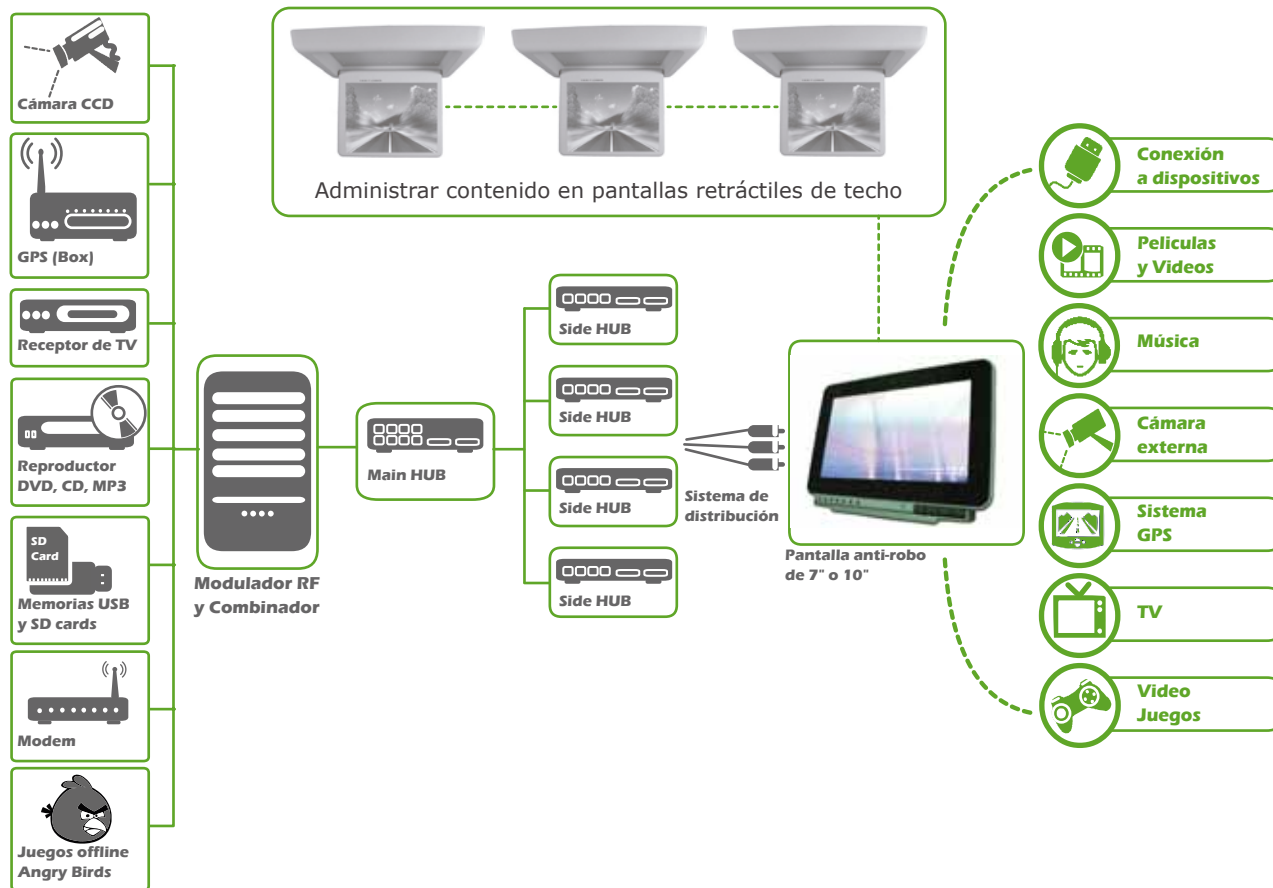 Cámara CCD
GPS (Box)
Receptor de TV
Reproductor
DVD, CD, MP3
SD
Card
Memorias USB
y SD cards
Modem
Juegos offline
Angry Birds
Modulador RF
y Combinador
Main HUB
Side HUB
Side HUB
Side HUB
Side HUB
Sistema de
distribución
Administrar contenido en pantallas retráctiles de techo
Pantalla anti-robo
de 7" o 10"
Conexión
a dispositivos
Peliculas
y Videos
Música
Cámara
externa
Sistema
GPS
TV
Video
Juegos